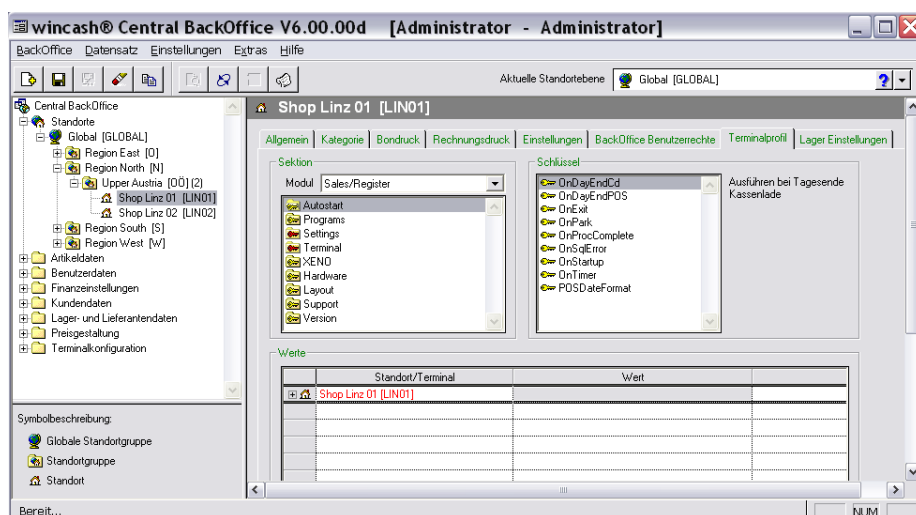 wincash® Central BackOffice V6.00.00d [Administrator - Administrator]
BackOffice Datensatz Einstellungen Extras Hilfe
Aktuelle Standortebene Global [GLOBAL]
Central BackOffice
Standorte
Global [GLOBAL]
Region East [O]
Region North [N]
Upper Austria [OÖ] (2)
Shop Linz 01 [LIN01]
Shop Linz 02 [LIN02]
Region South [S]
Region West [W]
Artikeldaten
Benutzerdaten
Finanzeinstellungen
Kundendaten
Lager- und Lieferantendaten
Preisgestaltung
Terminalkonfiguration
Symbolbeschreibung:
Globale Standortgruppe
Standortgruppe
Standort
Shop Linz 01 [LIN01]
Allgemein Kategorie Bondruck Rechnungsdruck Einstellungen BackOffice Benutzerrechte Terminalprofil Lager Einstellungen
Sektion
Modul Sales/Register
Autostart
Programs
Settings
Terminal
XENO
Hardware
Layout
Support
Version
Schlüssel
OnDayEndCd
OnDayEndPOS
OnExit
OnPark
OnProcComplete
OnSqlError
OnStartup
OnTimer
POSDateFormat
Ausführen bei Tagesende
Kassenlade
Werte
Standort/Terminal Wert
Shop Linz 01 [LIN01]
Bereit... NUM